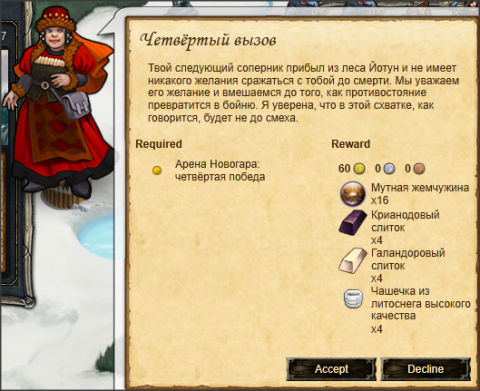 7
Четвёртый вызов
Твой следующий соперник прибыл из леса Йотун и не имеет
никакого желания сражаться с тобой до смерти. Мы уважаем
его желание и вмешаемся до того, как противостояние
превратится в бойню. Я уверена, что в этой схватке, как
говорится, будет не до смеха.
Required
Арена Новогара:
четвёртая победа
Reward
60 0 0
Мутная жемчужина
x16
Крианодовый
слиток
x4
Галандоровый
слиток
x4
Чашечка из
литоснега высокого
качества
x4
Accept Decline